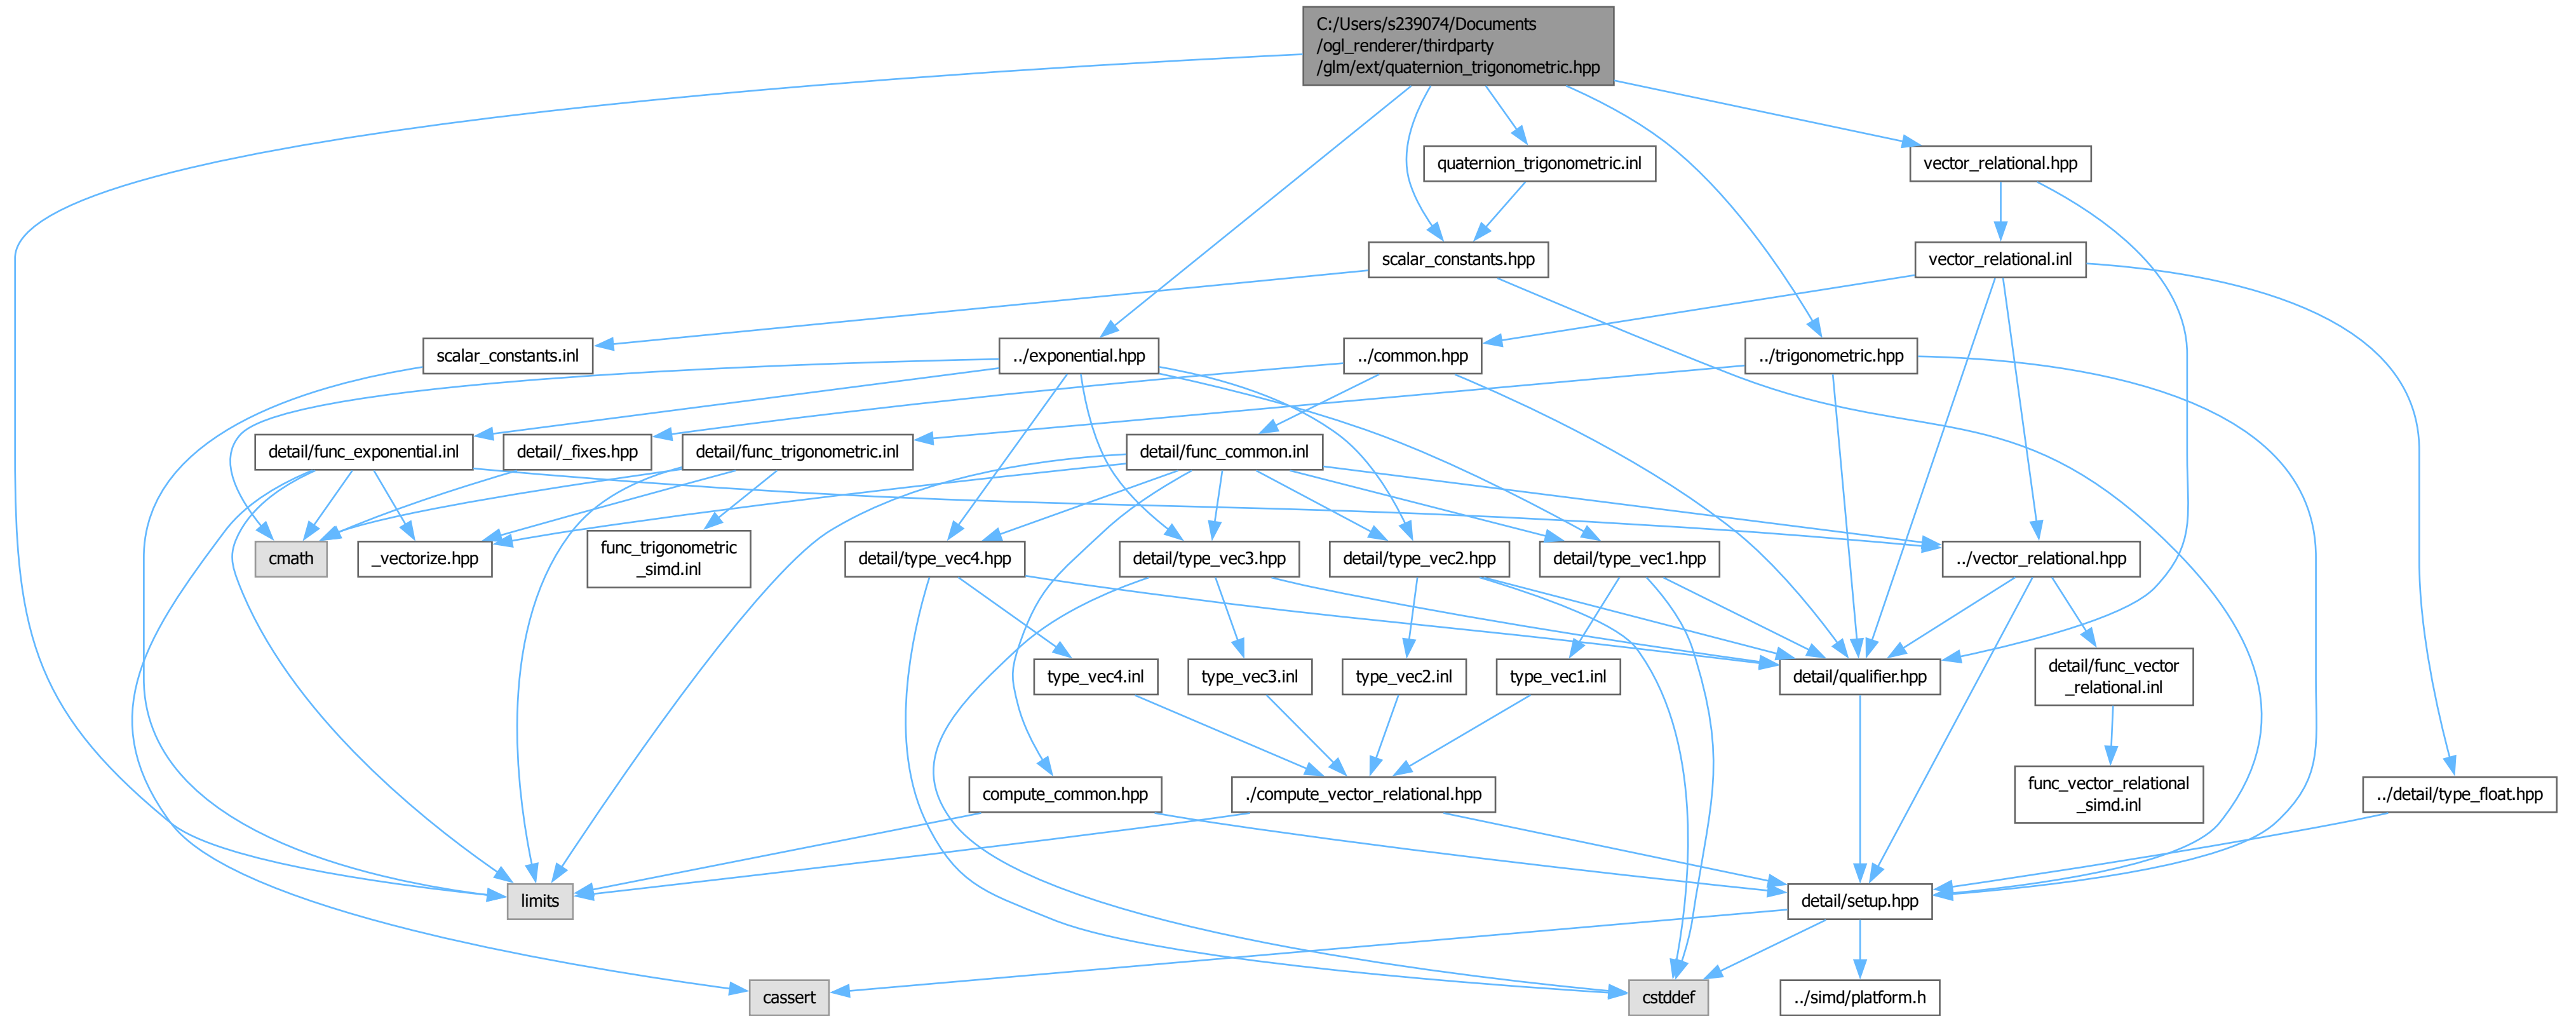 C:/Users/s239074/Documents
/ogl_renderer/thirdparty
/glm/ext/quaternion_trigonometric.hpp
quaternion_trigonometric.inl
vector_relational.hpp
scalar_constants.hpp
vector_relational.inl
scalar_constants.inl
../exponential.hpp
../common.hpp
../trigonometric.hpp
detail/func_exponential.inl
detail/_fixes.hpp
detail/func_trigonometric.inl
detail/func_common.inl
cmath
_vectorize.hpp
func_trigonometric
_simd.inl
detail/type_vec4.hpp
detail/type_vec3.hpp
detail/type_vec2.hpp
detail/type_vec1.hpp
../vector_relational.hpp
type_vec4.inl
type_vec3.inl
type_vec2.inl
type_vec1.inl
detail/qualifier.hpp
detail/func_vector
_relational.inl
compute_common.hpp
./compute_vector_relational.hpp
func_vector_relational
_simd.inl
../detail/type_float.hpp
limits
detail/setup.hpp
cassert
cstddef
../simd/platform.h